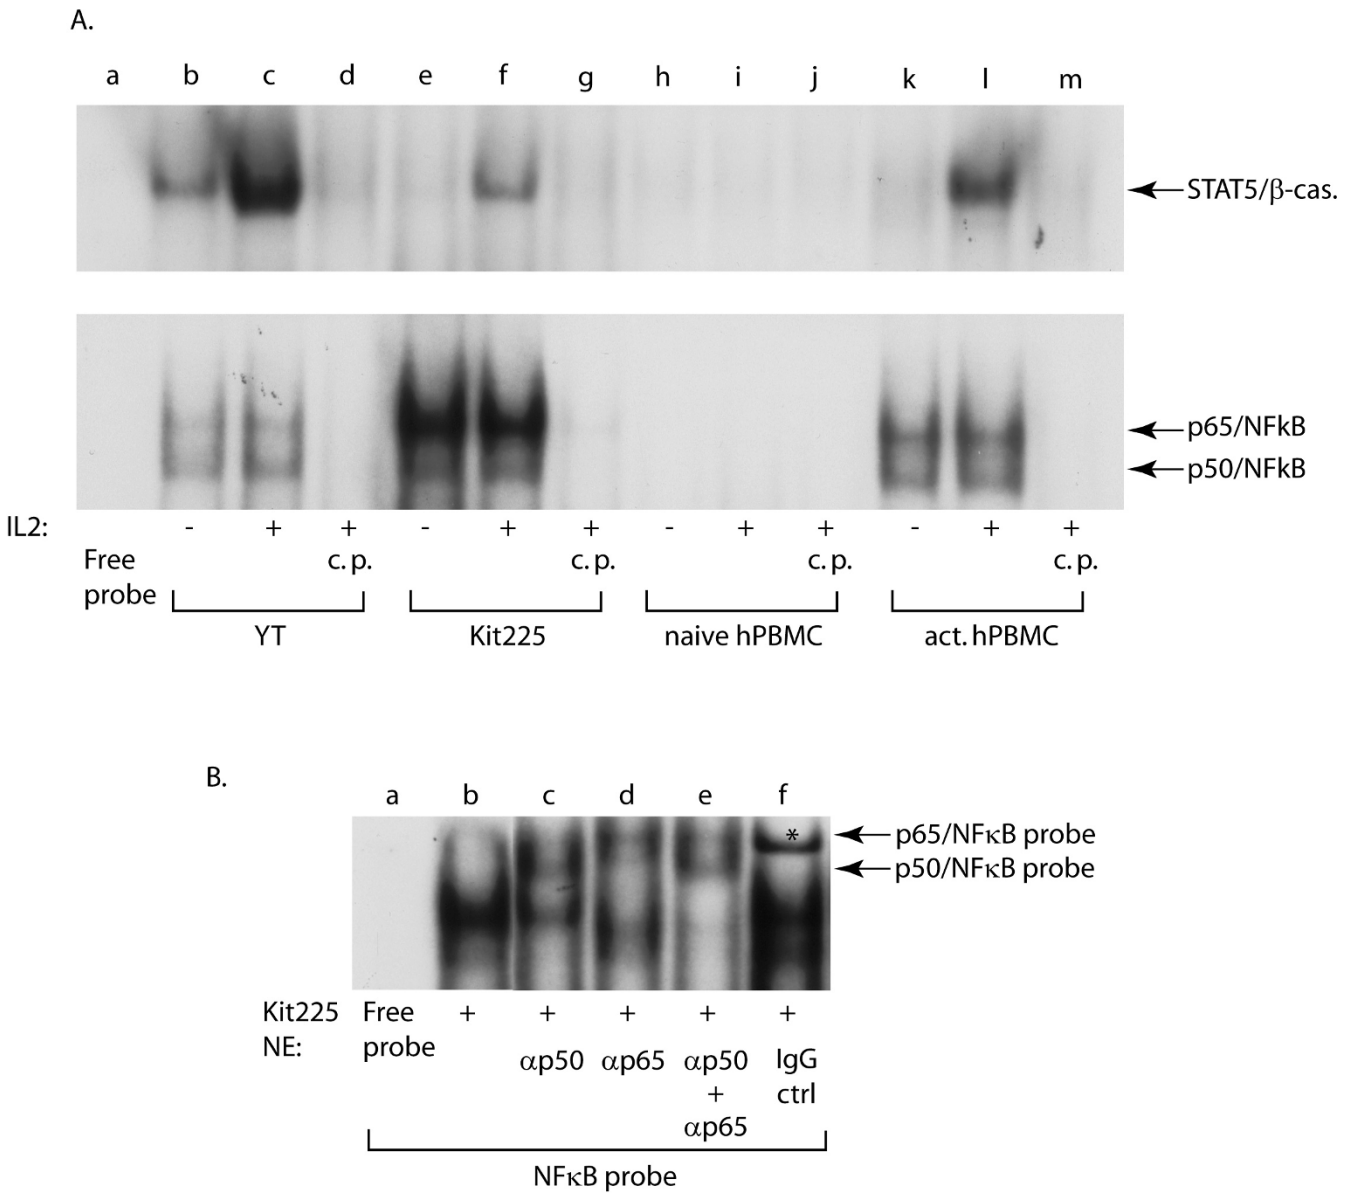 A.
a b c d e f g h i j k l m
STAT5/β-cas.
p65/NFkB
p50/NFkB
IL2: - + + - + + - + + - + +
Free c.p. c.p. c.p. c.p.
probe
YT Kit225 naive hPBMC act. hPBMC
B.
a b c d e f
*
p65/NFκB probe
p50/NFκB probe
Kit225 Free + + + + +
NE: probe
αp50 αp65 αp50 IgG
+ ctrl
αp65
NFκB probe